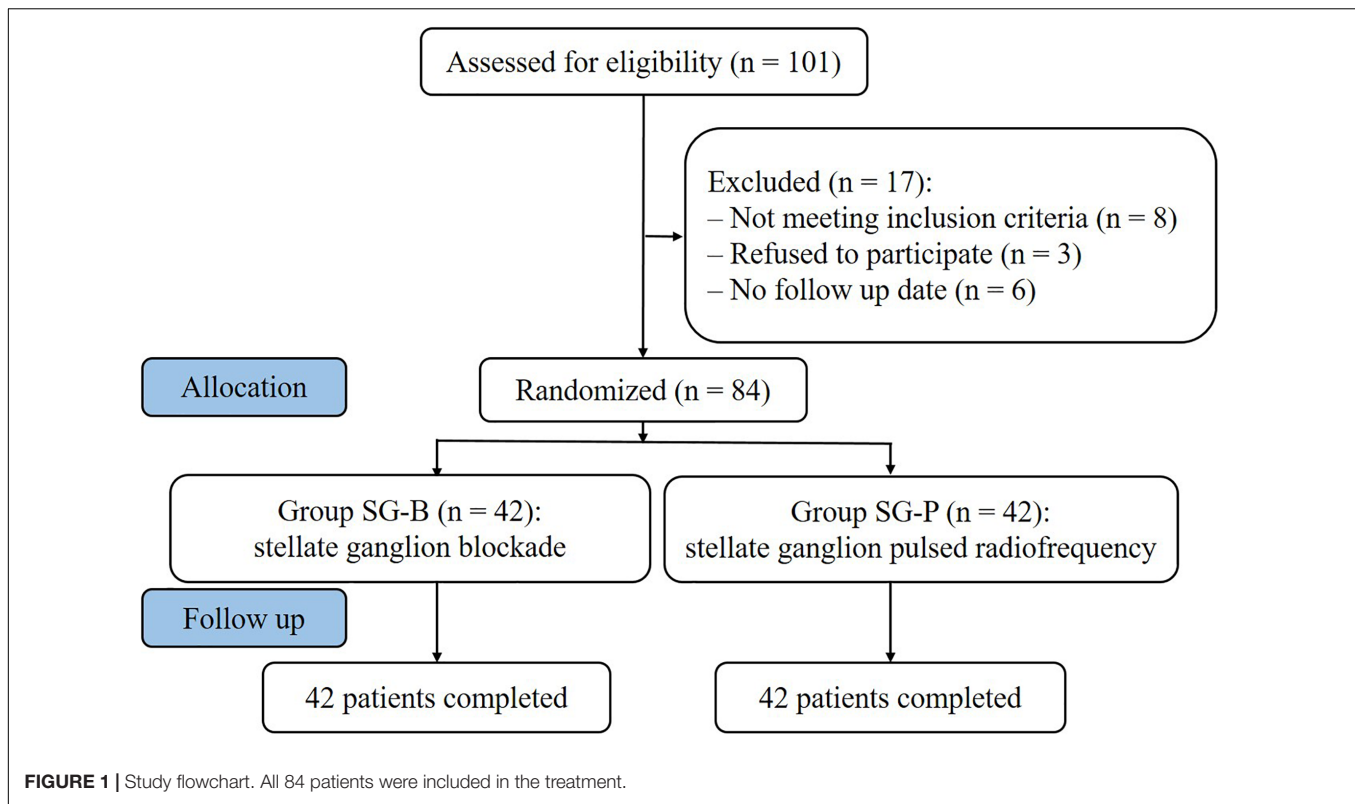 Assessed for eligibility (n = 101)
Excluded (n = 17):
– Not meeting inclusion criteria (n = 8)
– Refused to participate (n = 3)
– No follow up date (n = 6)
Allocation
Randomized (n = 84)
Group SG-B (n = 42):
stellate ganglion blockade
Group SG-P (n = 42):
stellate ganglion pulsed radiofrequency
Follow up
42 patients completed
42 patients completed
FIGURE 1 | Study flowchart. All 84 patients were included in the treatment.